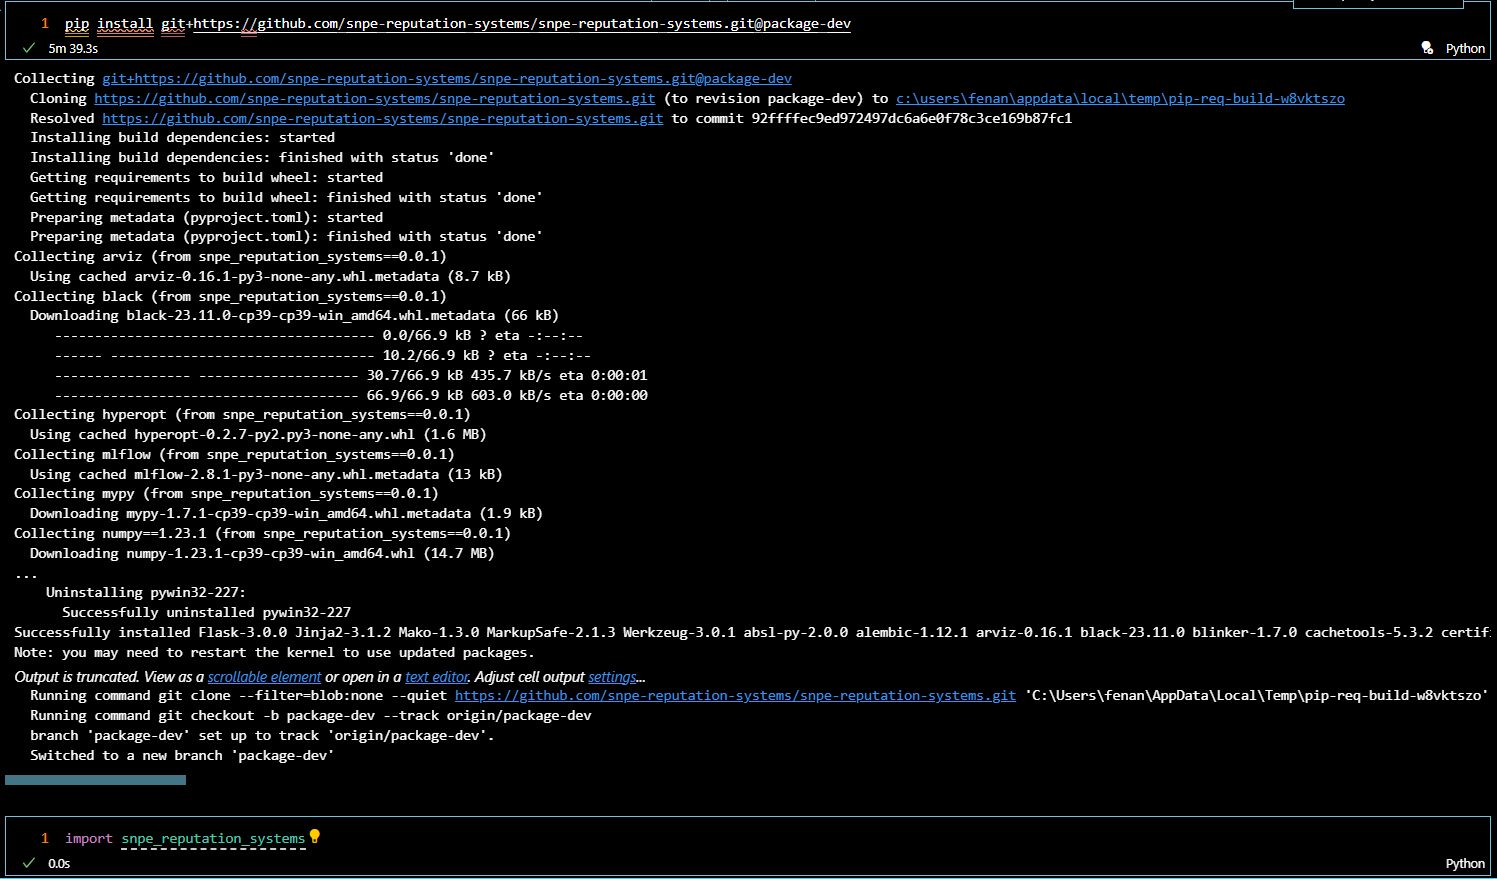 1 pip install git+https://github.com/snpe-reputation-systems/snpe-reputation-systems.git@package-dev
5m 39.3s
Python
Collecting git+https://github.com/snpe-reputation-systems/snpe-reputation-systems.git@package-dev
Cloning https://github.com/snpe-reputation-systems/snpe-reputation-systems.git (to revision package-dev) to c:\users\fenan\appdata\local\temp\pip-req-build-w8vktszo
Resolved https://github.com/snpe-reputation-systems/snpe-reputation-systems.git to commit 92ffffec9ed972497dc6a6e0f78c3ce169b87fc1
Installing build dependencies: started
Installing build dependencies: finished with status 'done'
Getting requirements to build wheel: started
Getting requirements to build wheel: finished with status 'done'
Preparing metadata (pyproject.toml): started
Preparing metadata (pyproject.toml): finished with status 'done'
Collecting arviz (from snpe_reputation_systems==0.0.1)
Using cached arviz-0.16.1-py3-none-any.whl.metadata (8.7 kB)
Collecting black (from snpe_reputation_systems==0.0.1)
Downloading black-23.11.0-cp39-cp39-win_amd64.whl.metadata (66 kB)
---------------------------------------- 0.0/66.9 kB ? eta -:--:--
------ --------------------------------- 10.2/66.9 kB ? eta -:--:--
----------------- -------------------- 30.7/66.9 kB 435.7 kB/s eta 0:00:01
-------------------------------------- 66.9/66.9 kB 603.0 kB/s eta 0:00:00
Collecting hyperopt (from snpe_reputation_systems==0.0.1)
Using cached hyperopt-0.2.7-py2.py3-none-any.whl (1.6 MB)
Collecting mlflow (from snpe_reputation_systems==0.0.1)
Using cached mlflow-2.8.1-py3-none-any.whl.metadata (13 kB)
Collecting mypy (from snpe_reputation_systems==0.0.1)
Downloading mypy-1.7.1-cp39-cp39-win_amd64.whl.metadata (1.9 kB)
Collecting numpy==1.23.1 (from snpe_reputation_systems==0.0.1)
Downloading numpy-1.23.1-cp39-cp39-win_amd64.whl (14.7 MB)
...
Uninstalling pywin32-227:
Successfully uninstalled pywin32-227
Successfully installed Flask-3.0.0 Jinja2-3.1.2 Mako-1.3.0 MarkupSafe-2.1.3 Werkzeug-3.0.1 absl-py-2.0.0 alembic-1.12.1 arviz-0.16.1 black-23.11.0 blinker-1.7.0 cachetools-5.3.2 certif
Note: you may need to restart the kernel to use updated packages.
Output is truncated. View as a scrollable element or open in a text editor. Adjust cell output settings...
Running command git clone --filter=blob:none --quiet https://github.com/snpe-reputation-systems/snpe-reputation-systems.git 'C:\Users\fenan\AppData\Local\Temp\pip-req-build-w8vktszo'
Running command git checkout -b package-dev --track origin/package-dev
branch 'package-dev' set up to track 'origin/package-dev'.
Switched to a new branch 'package-dev'
1 import snpe_reputation_systems
0.0s
Python